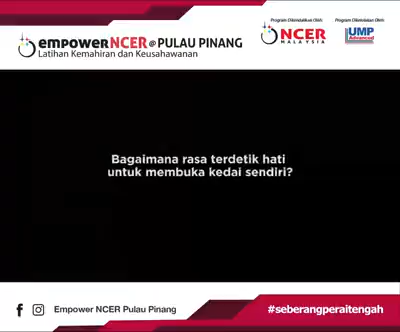 Program Dikendalikan Oleh:
Program Dikelolakan Oleh:
empowerNCER@PULAU PINANG
Latihan Kemahiran dan Keusahawanan
NCER
MALAYSIA
UMP
Advanced
Bagaimana rasa terdetik hati
untuk membuka kedai sendiri?
Empower NCER Pulau Pinang
#seberangperaitengah